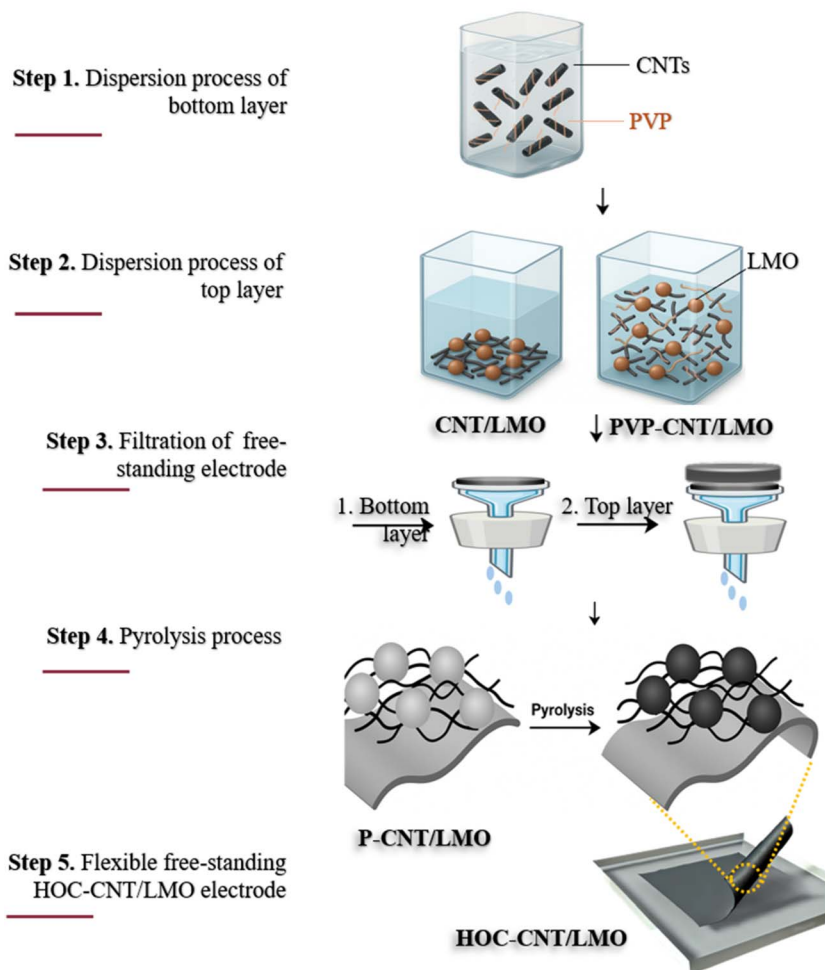 Step 1. Dispersion process of
bottom layer
CNTs
PVP
Step 2. Dispersion process of
top layer
LMO
CNT/LMO
PVP-CNT/LMO
Step 3. Filtration of free-
standing electrode
1. Bottom
layer
2. Top layer
Step 4. Pyrolysis process
Pyrolysis
P-CNT/LMO
Step 5. Flexible free-standing
HOC-CNT/LMO electrode
HOC-CNT/LMO